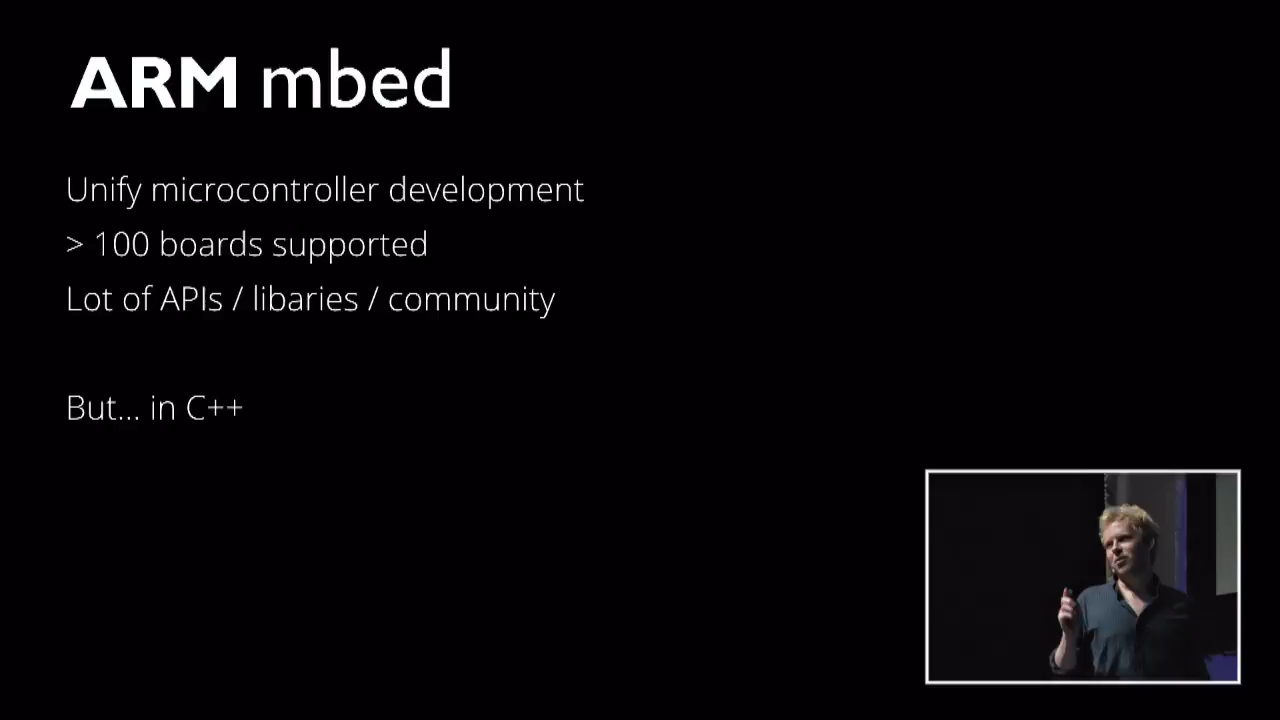 ARM mbed
Unify microcontroller development
> 100 boards supported
Lot of APIs / libaries / community
But... in C++